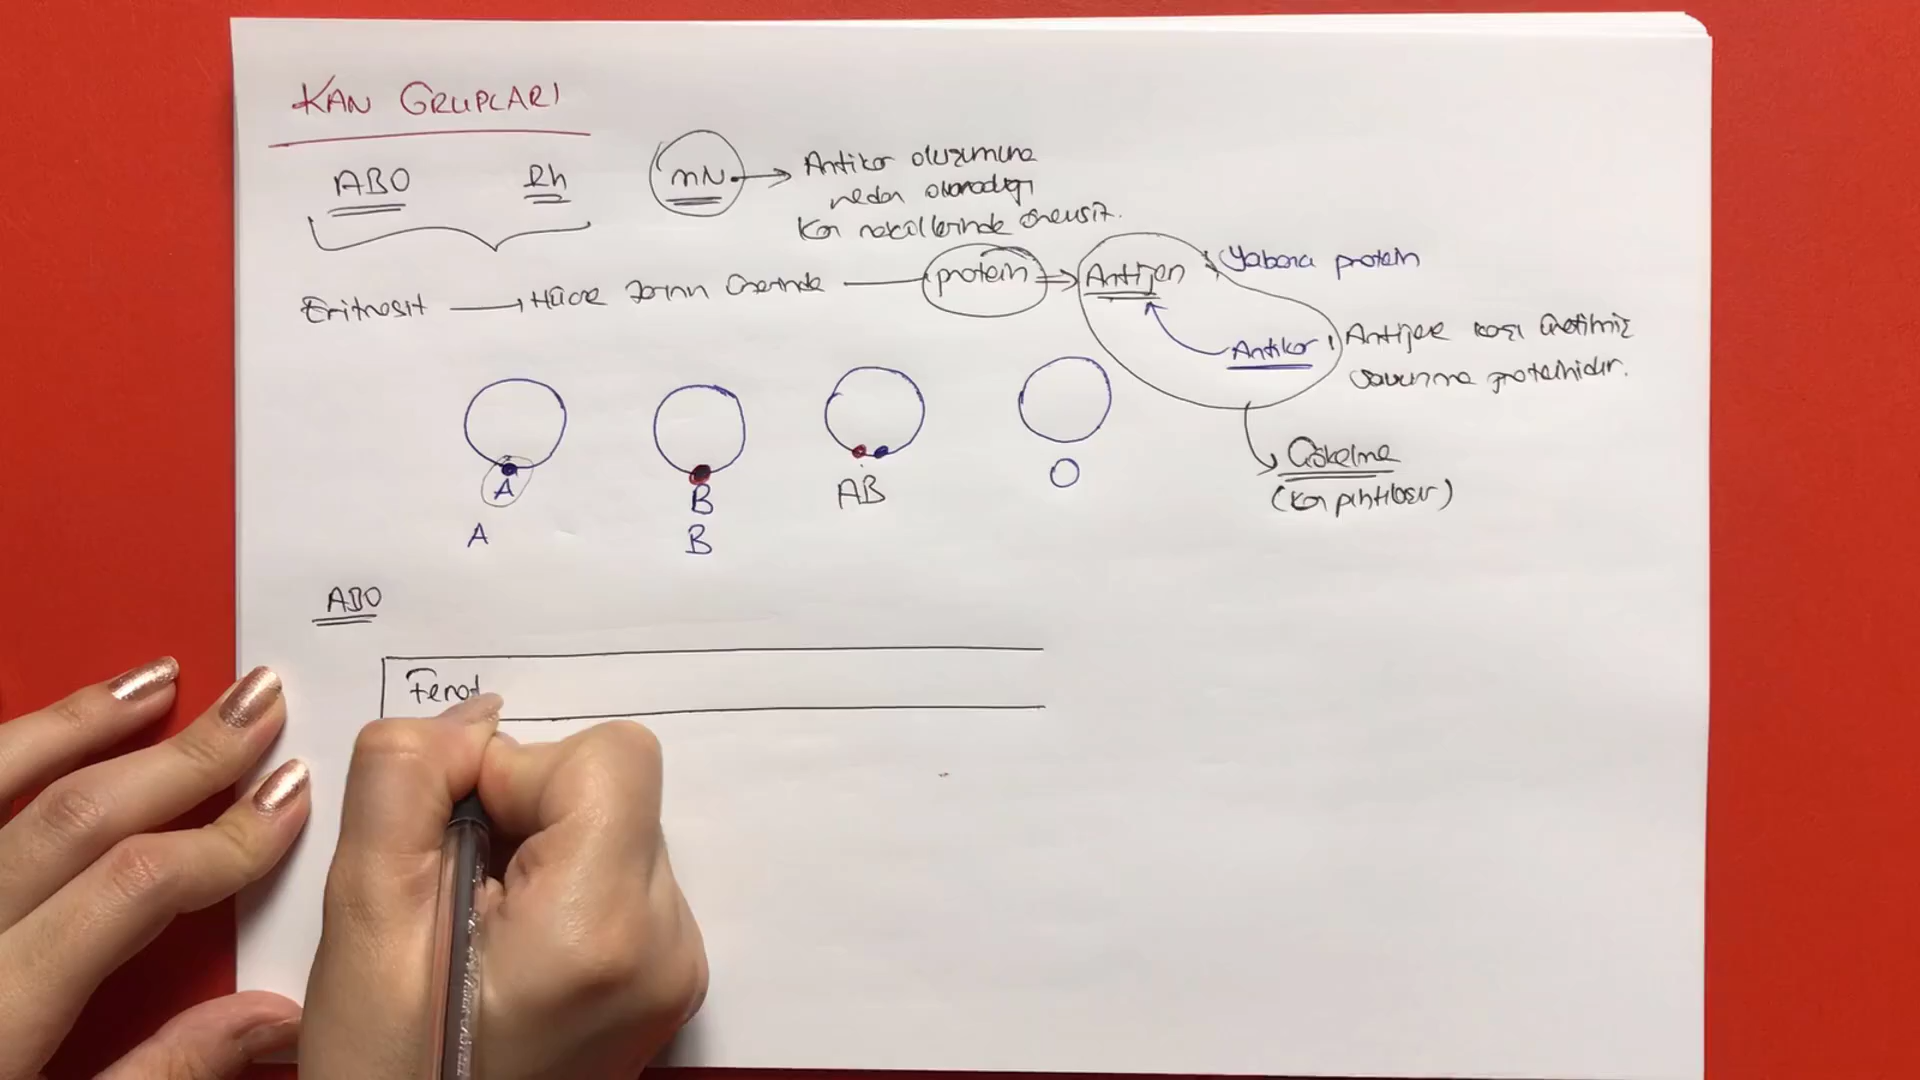 KAN GRUPLARI
ABO Rh MN Antikor oluşumuna
neden olmadığı
Kan nakillerinde önemsiz.
Eritrosit Hücre Zarının Üzerinde protein Antijen : Yabancı protein
Antikor : Antijene karşı üretilmiş
savunma proteinidir.
Çökelme
(Kan pıhtılaşır)
A B AB O
A B
ABO
Fenot